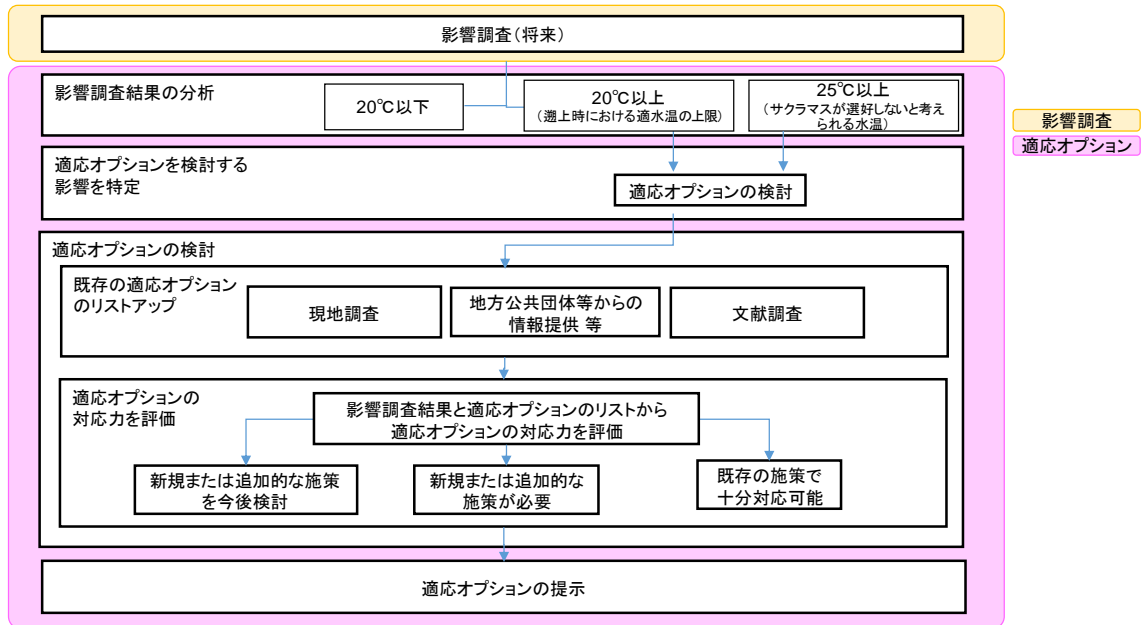 影響調査(将来)
影響調査結果の分析
20℃以下
20℃以上
(遡上時における適水温の上限)
25℃以上
(サクラマスが選好しないと考え
られる水温)
影響調査
適応オプション
適応オプションを検討する
影響を特定
適応オプションの検討
適応オプションの検討
既存の適応オプション
のリストアップ
現地調査
地方公共団体等からの
情報提供 等
文献調査
適応オプションの
対応力を評価
影響調査結果と適応オプションのリストから
適応オプションの対応力を評価
新規または追加的な施策
を今後検討
新規または追加的な
施策が必要
既存の施策で
十分対応可能
適応オプションの提示